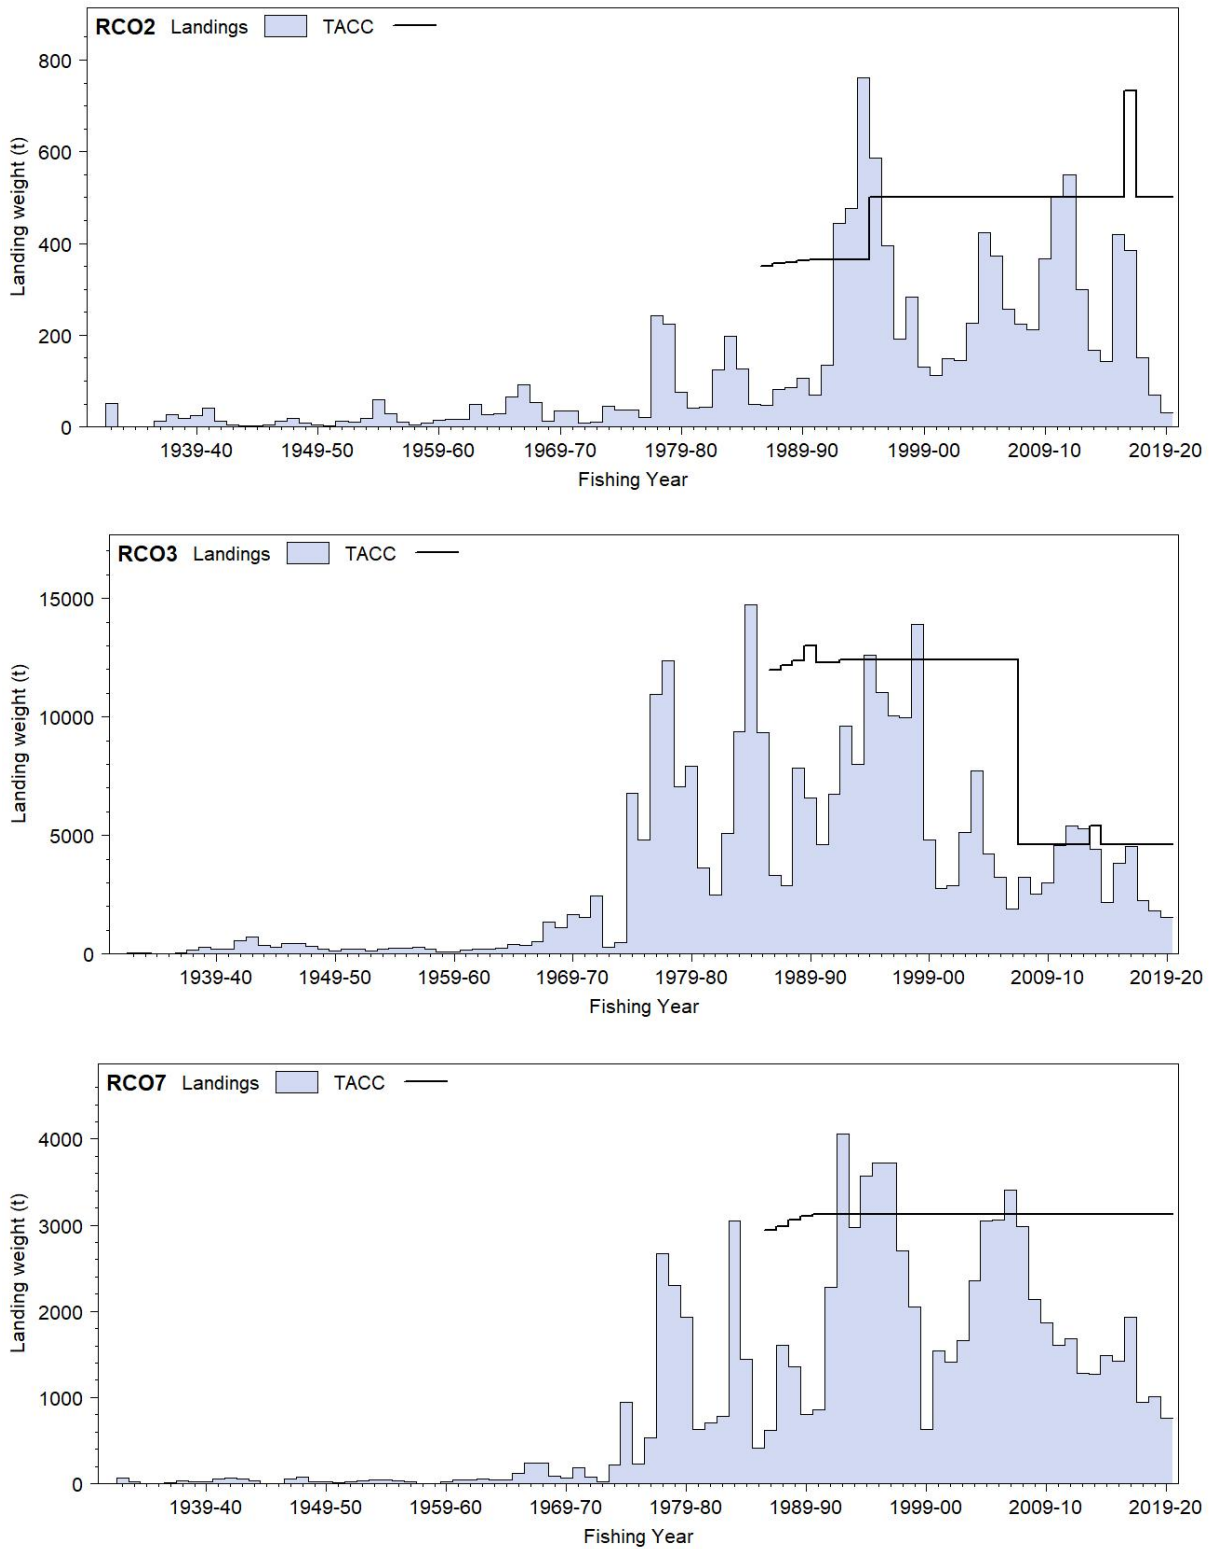 RCO2 Landings TACC
800
600
400
200
0
Landing weight (t)
1939-40 1949-50 1959-60 1969-70 1979-80 1989-90 1999-00 2009-10 2019-20
Fishing Year
RCO3 Landings TACC
15000
10000
5000
0
Landing weight (t)
1939-40 1949-50 1959-60 1969-70 1979-80 1989-90 1999-00 2009-10 2019-20
Fishing Year
RCO7 Landings TACC
4000
3000
2000
1000
0
Landing weight (t)
1939-40 1949-50 1959-60 1969-70 1979-80 1989-90 1999-00 2009-10 2019-20
Fishing Year